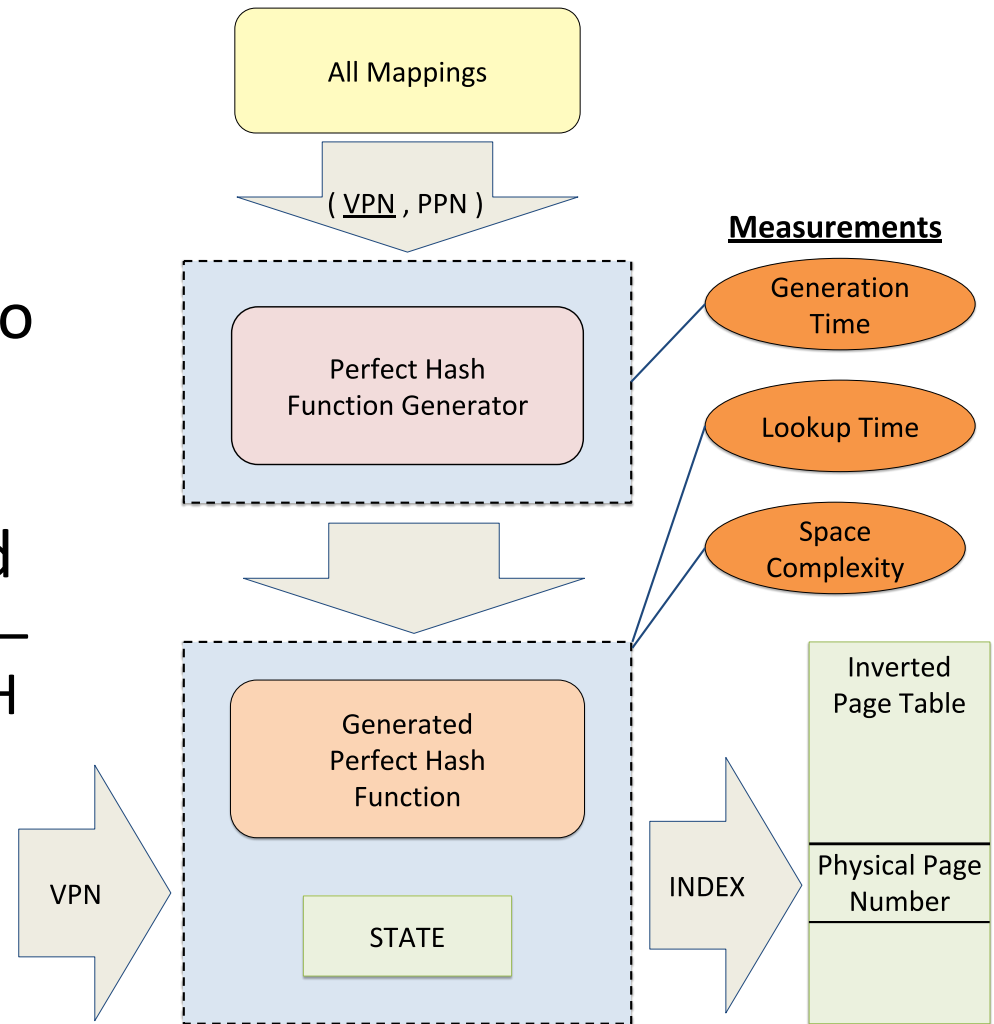 All Mappings
( VPN , PPN )
Measurements
Generation
Time
o
Perfect Hash
Function Generator
Lookup Time
Space
Complexity
d
H
Inverted
Page Table
Generated
Perfect Hash
Function
Physical Page
Number
VPN
INDEX
STATE